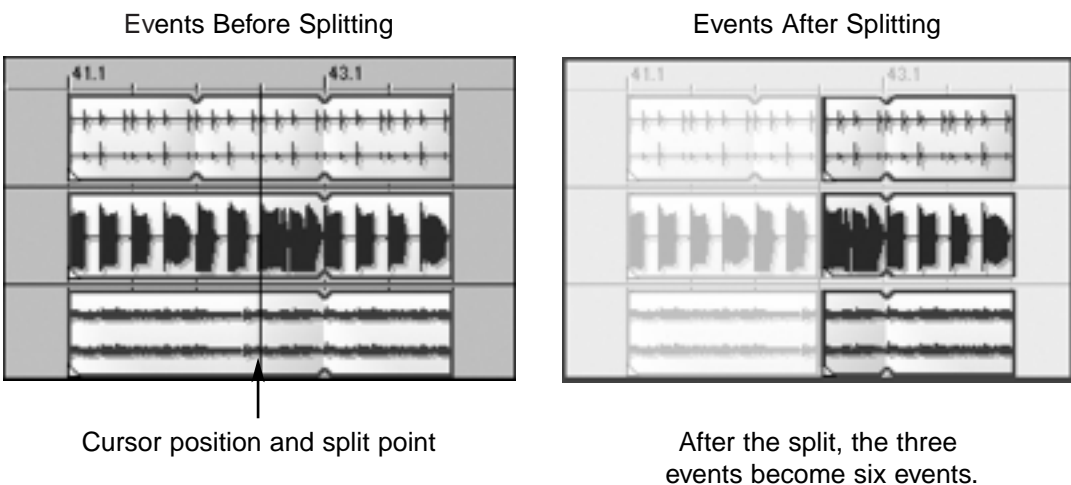 Events Before Splitting
Events After Splitting
41.1
43.1
41.1
43.1
Cursor position and split point
After the split, the three
events become six events.